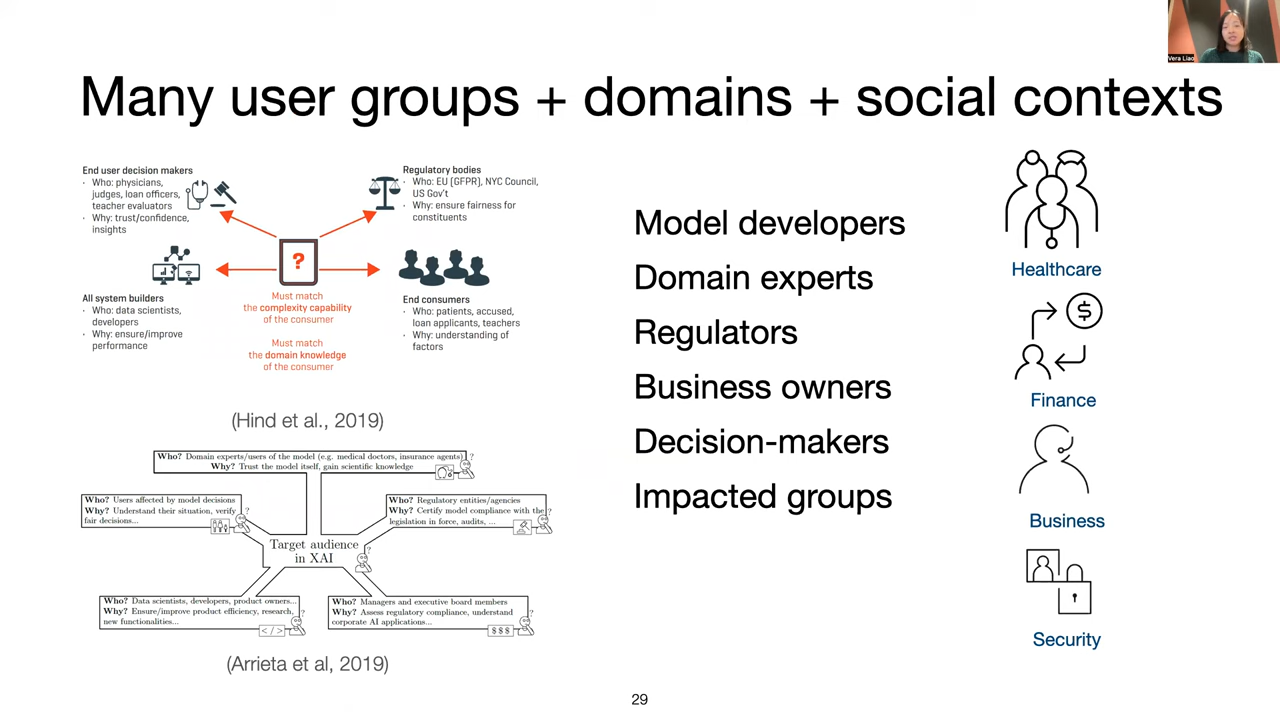 Vera Liao
Many user groups + domains + social contexts
End user decision makers
· Who: physicians,
judges, loan officers,
teacher evaluators
· Why: trust/confidence,
insights
Regulatory bodies
· Who: EU (GFPR), NYC Council,
US Gov't
· Why: ensure fairness for
constituents
?
All system builders
· Who: data scientists,
developers
· Why: ensure/improve
performance
Must match
the complexity capability
of the consumer
Must match
the domain knowledge
of the consumer
End consumers
· Who: patients, accused,
loan applicants, teachers
· Why: understanding of
factors
(Hind et al., 2019)
Who? Domain experts/users of the model (e.g. medical doctors, insurance agents)
Why? Trust the model itself, gain scientific knowledge
?
Who? Users affected by model decisions
Why? Understand their situation, verify
fair decisions...
?
Who? Regulatory entities/agencies
Why? Certify model compliance with the
legislation in force, audits, ...
?
Target audience
in XAI
?
Who? Data scientists, developers, product owners...
Why? Ensure/improve product efficiency, research,
new functionalities...
?
</>
Who? Managers and executive board members
Why? Assess regulatory compliance, understand
corporate AI applications...
?
$$$
(Arrieta et al, 2019)
Model developers
Domain experts
Regulators
Business owners
Decision-makers
Impacted groups
Healthcare
$
Finance
Business
Security
29